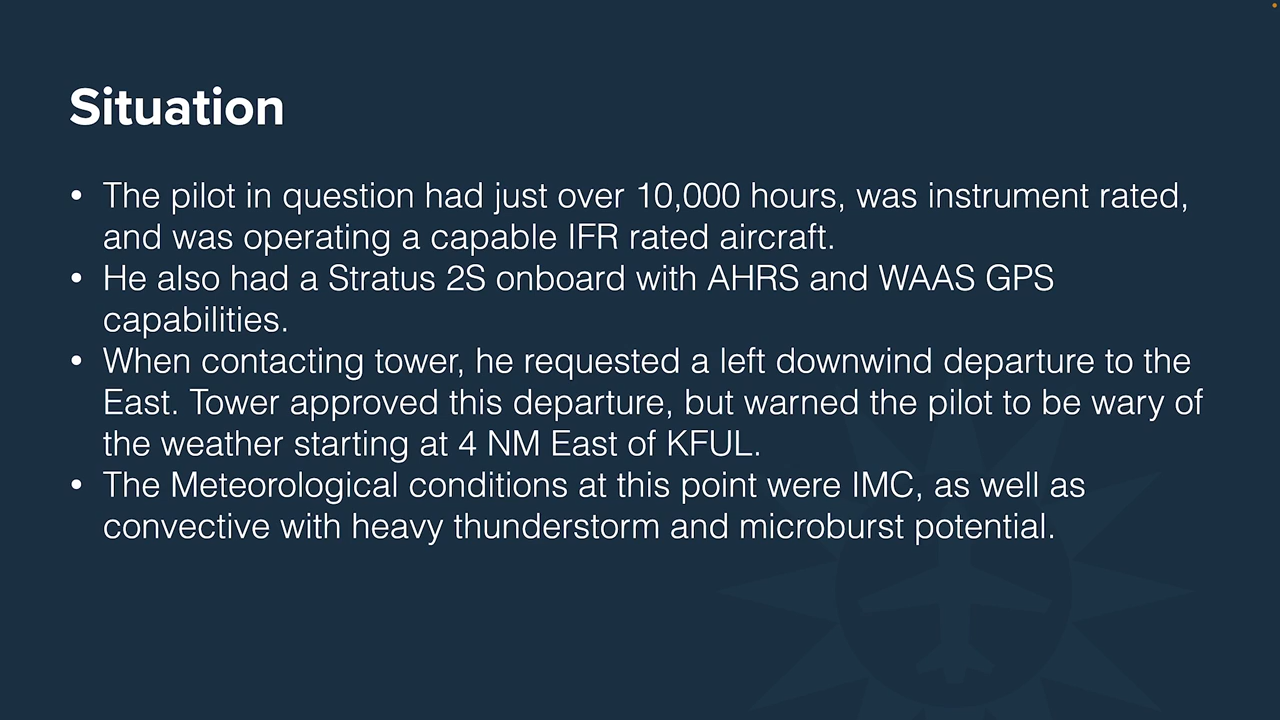 Situation
• The pilot in question had just over 10,000 hours, was instrument rated,
and was operating a capable IFR rated aircraft.
• He also had a Stratus 2S onboard with AHRS and WAAS GPS
capabilities.
• When contacting tower, he requested a left downwind departure to the
East. Tower approved this departure, but warned the pilot to be wary of
the weather starting at 4 NM East of KFUL.
• The Meteorological conditions at this point were IMC, as well as
convective with heavy thunderstorm and microburst potential.